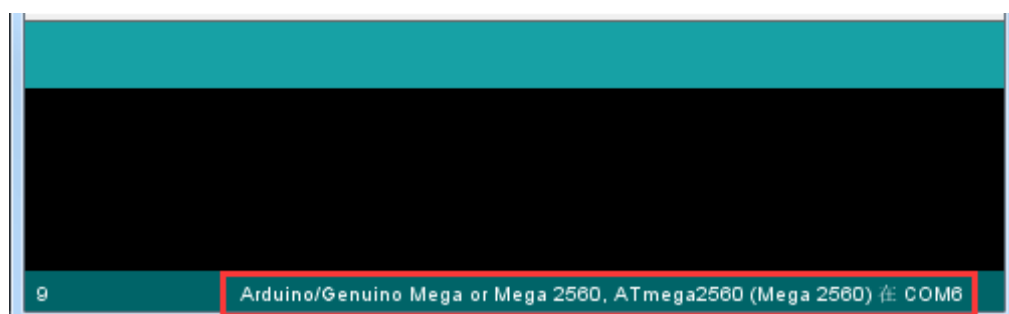 9 Arduino/Genuino Mega or Mega 2560, ATmega2560 (Mega 2560) 在 COM6